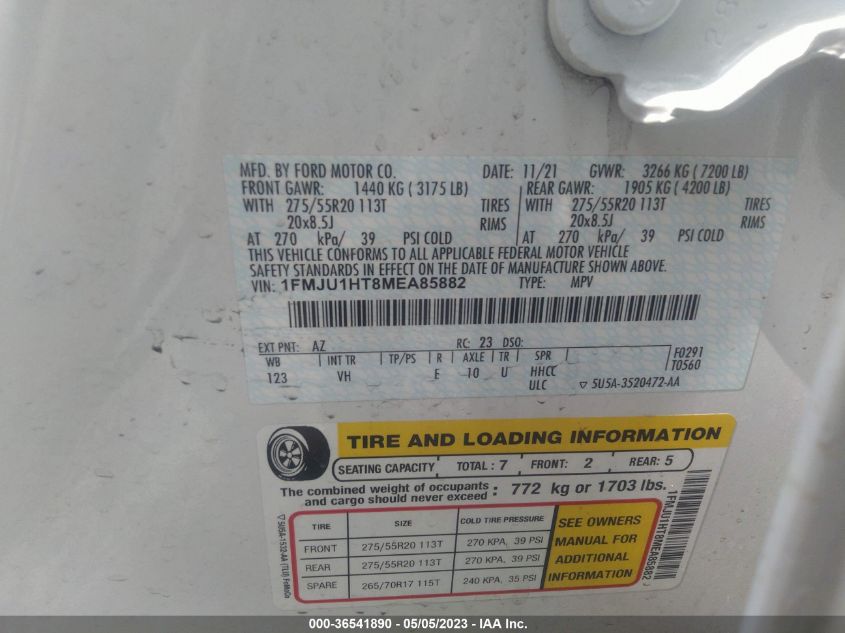 MFD. BY FORD MOTOR CO. DATE: 11/21 GVWR: 3266 KG ( 7200 LB)
FRONT GAWR: 1440 KG ( 3175 LB) REAR GAWR: 1905 KG ( 4200 LB)
WITH 275/55R20 113T TIRES WITH 275/55R20 113T TIRES
20x8.5J RIMS 20x8.5J RIMS
AT 270 kPa/ 39 PSI COLD AT 270 kPa/ 39 PSI COLD
THIS VEHICLE CONFORMS TO ALL APPLICABLE FEDERAL MOTOR VEHICLE
SAFETY STANDARDS IN EFFECT ON THE DATE OF MANUFACTURE SHOWN ABOVE.
VIN: 1FMJU1HT8MEA85882 TYPE: MPV
EXT PNT: AZ RC: 23 DSO: F0291
WB INT TR TP/PS R AXLE TR SPR T0560
123 VH E 10 U HHCC
ULC ▽ 5U5A-3520472-AA
TIRE AND LOADING INFORMATION
SEATING CAPACITY TOTAL : 7 FRONT: 2 REAR: 5
The combined weight of occupants and cargo should never exceed : 772 kg or 1703 lbs.
TIRE SIZE COLD TIRE PRESSURE
FRONT 275/55R20 113T 270 KPA, 39 PSI
REAR 275/55R20 113T 270 KPA, 39 PSI
SPARE 265/70R17 115T 240 KPA, 35 PSI
SEE OWNERS
MANUAL FOR
ADDITIONAL
INFORMATION
1FMJU1HT8MEA85882
▽ 5U5A-1532-AA (TLU) FoMoCo
000-36541890 - 05/05/2023 - IAA Inc.